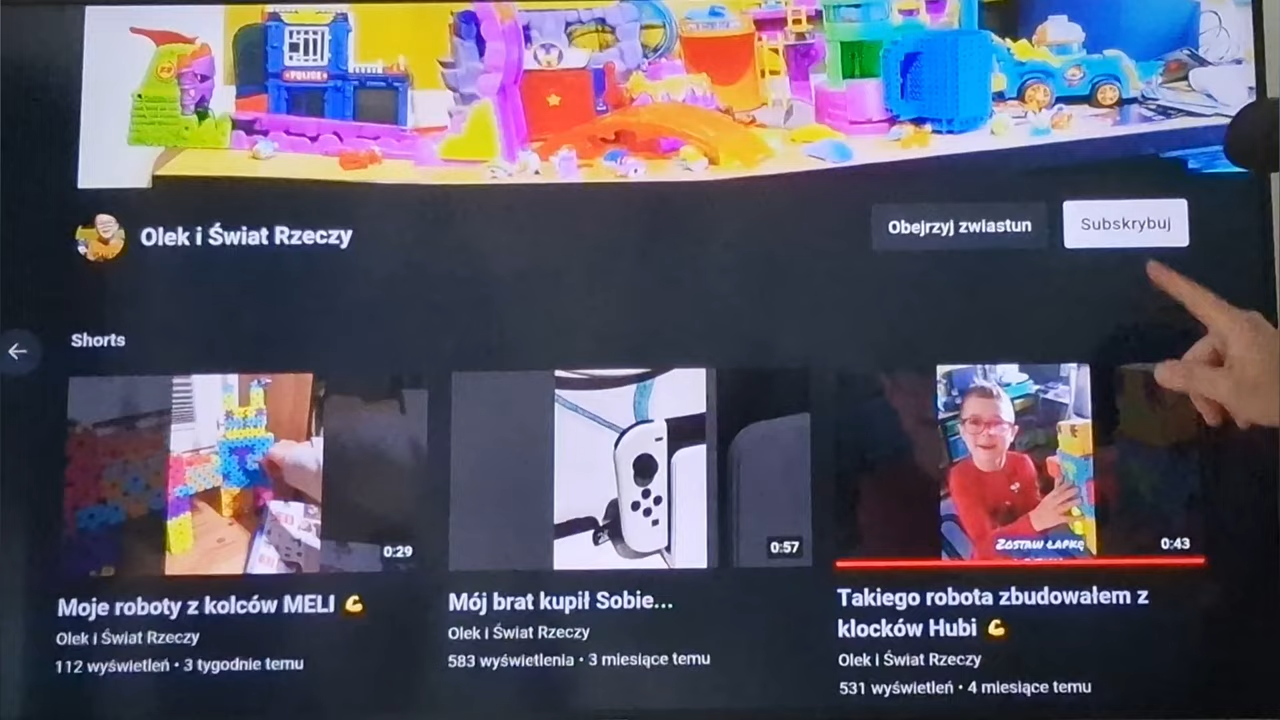 POLICE
Olek i Świat Rzeczy
Obejrzyj zwiastun
Subskrybuj
Shorts
0:29
0:57
ZOSTAW ŁAPKĘ
0:43
Moje roboty z kolców MELI 💪
Olek i Świat Rzeczy
112 wyświetleń • 3 tygodnie temu
Mój brat kupił Sobie...
Olek i Świat Rzeczy
583 wyświetlenia • 3 miesiące temu
Takiego robota zbudowałem z
klocków Hubi 💪
Olek i Świat Rzeczy
531 wyświetleń • 4 miesiące temu